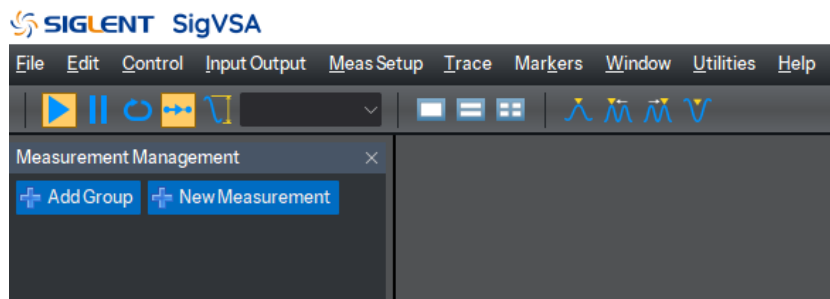 SIGLENT SigVSA
File Edit Control Input Output Meas Setup Trace Markers Window Utilities Help
Measurement Management
Add Group New Measurement